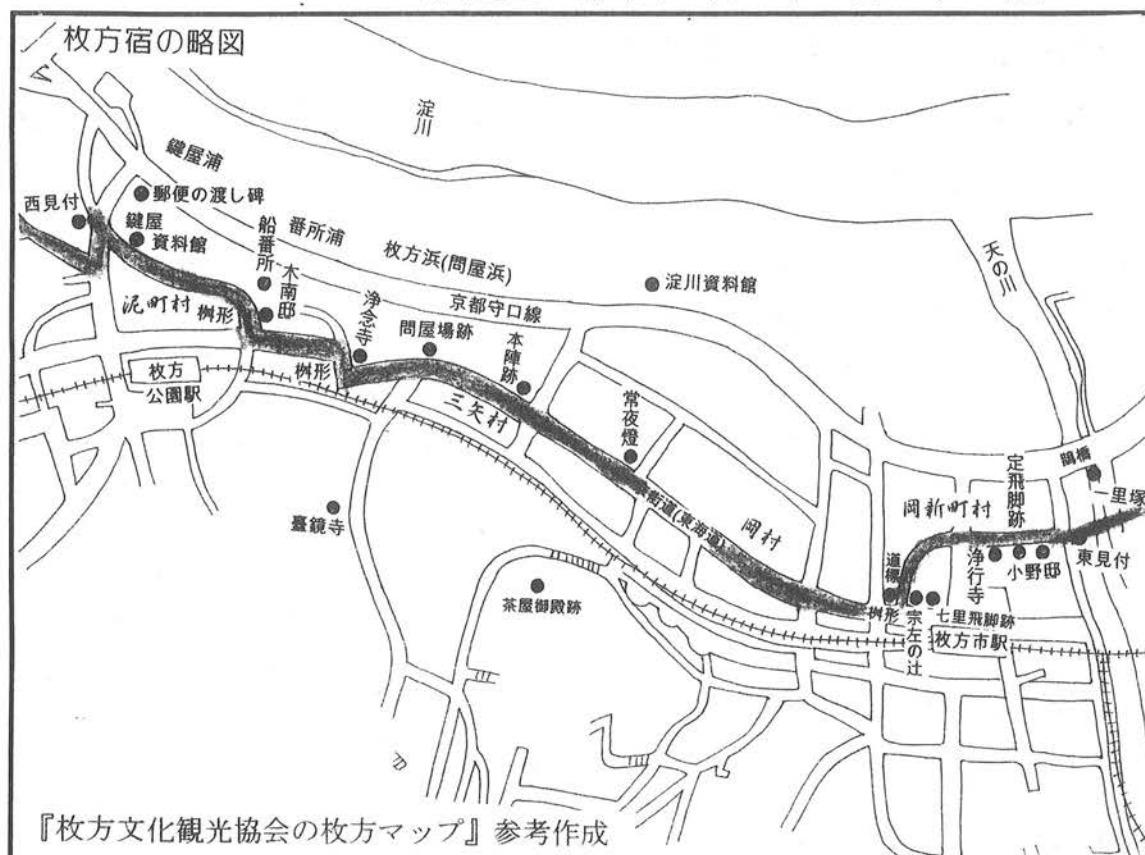 枚方宿の略図
淀川
鍵屋浦
郵便の渡し碑
西見付
鍵屋
資料館
船番所
番所浦
枚方浜(問屋浜)
淀川資料館
天の川
木南邸
泥町村
桝形
浄念寺
京都守口線
問屋場跡
本陣跡
枚方
公園駅
桝形
三矢村
常夜燈
街道(東海道)
岡村
定飛脚跡
鵲橋
一里塚
岡新町村
道標
浄行寺
小野邸
東見付
臺鏡寺
茶屋御殿跡
桝形
宗左の辻
七里飛脚跡
枚方市駅
『枚方文化観光協会の枚方マップ』参考作成